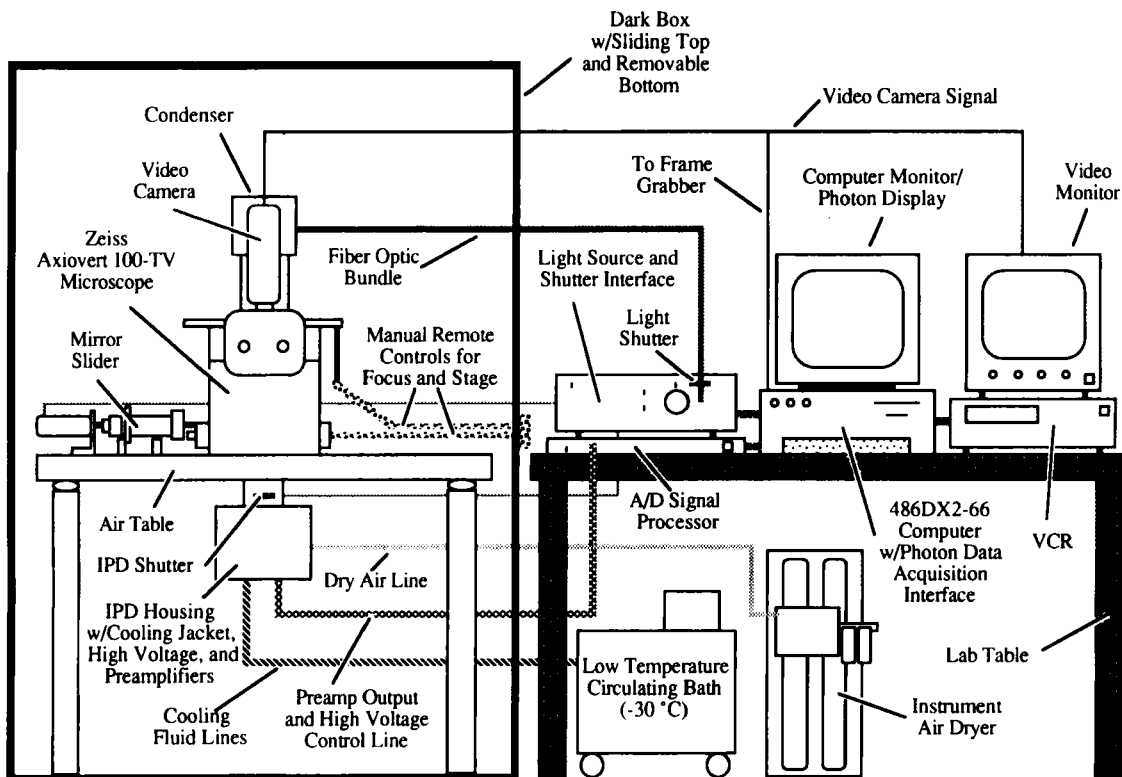 Dark Box
w/Sliding Top
and Removable
Bottom
Condenser
Video Camera Signal
Video
Camera
To Frame
Grabber
Computer Monitor/
Photon Display
Video
Monitor
Zeiss
Axiovert 100-TV
Microscope
Fiber Optic
Bundle
Light Source and
Shutter Interface
Mirror
Slider
Manual Remote
Controls for
Focus and Stage
Light
Shutter
Air Table
A/D Signal
Processor
486DX2-66
Computer
w/Photon Data
Acquisition
Interface
VCR
IPD Shutter
Dry Air Line
IPD Housing
w/Cooling Jacket,
High Voltage, and
Preamplifiers
Low Temperature
Circulating Bath
(-30 °C)
Lab Table
Cooling
Fluid Lines
Preamp Output
and High Voltage
Control Line
Instrument
Air Dryer